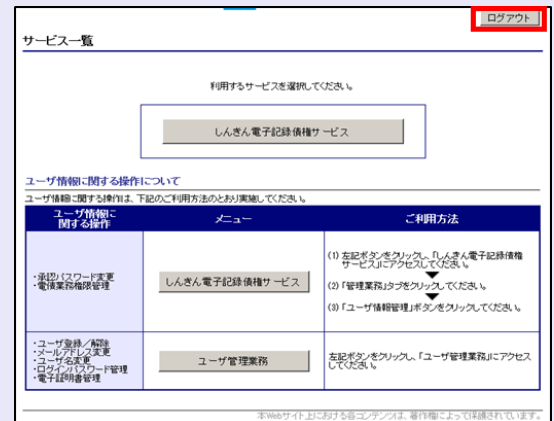 ログアウト
サービス一覧
利用するサービスを選択してください。
しんきん電子記録債権サービス
ユーザ情報に関する操作について
ユーザ情報に関する操作は、下記のご利用方法のとおり実施してください。
ユーザ情報に
関する操作
メニュー
ご利用方法
・承認パスワード変更
・電債業務権限管理
しんきん電子記録債権サービス
(1) 左記ボタンをクリックし、「しんきん電子記録債権
サービス」にアクセスしてください。
(2) 「管理業務」タブをクリックしてください。
(3) 「ユーザ情報管理」ボタンをクリックしてください。
・ユーザ登録／解除
・メールアドレス変更
・ユーザ名変更
・ログインパスワード管理
・電子証明書管理
ユーザ管理業務
左記ボタンをクリックし、「ユーザ管理業務」にアクセス
してください。
本Webサイト上における各コンテンツは、著作権によって保護されています。